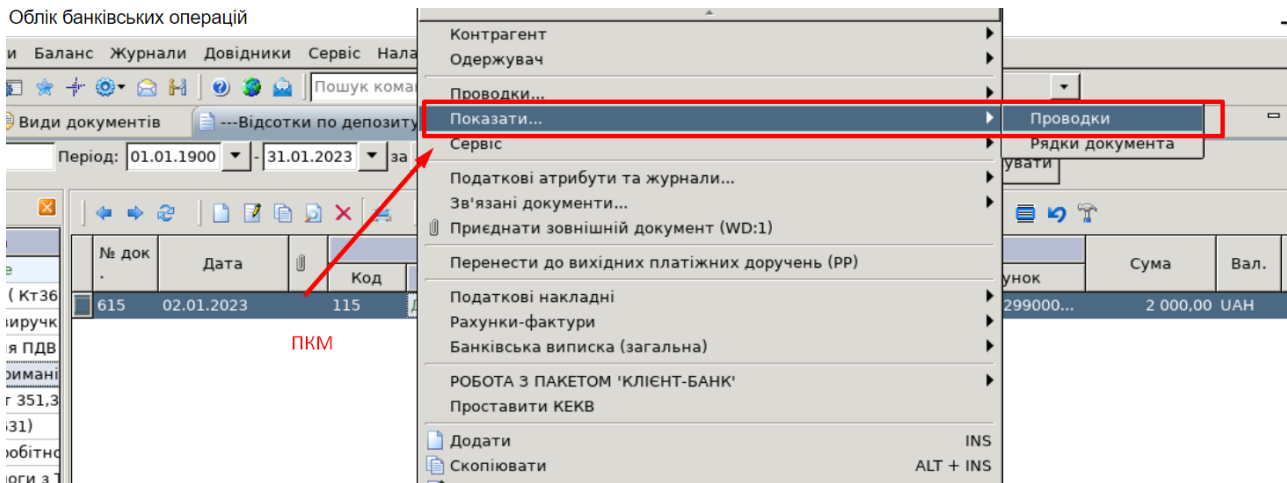 Облік банківських операцій
и Баланс Журнали Довідники Сервіс Нала
Пошук кома
Види документів ---Відсотки по депозиту
Період: 01.01.1900 - 31.01.2023 за
увати
№ док. Дата Код унок Сума Вал.
615 02.01.2023 115 299000... 2 000,00 UAH
ПКМ
е
( Кт36
виручк
я ПДВ
римані
т 351,3
631)
робітнс
Контрагент
Одержувач
Проводки...
Показати... Проводки
Сервіс Рядки документа
Податкові атрибути та журнали...
Зв'язані документи...
Приєднати зовнішній документ (WD:1)
Перенести до вихідних платіжних доручень (PP)
Податкові накладні
Рахунки-фактури
Банківська виписка (загальна)
РОБОТА З ПАКЕТОМ 'КЛІЄНТ-БАНК'
Проставити КЕКВ
Додати INS
Скопіювати ALT + INS